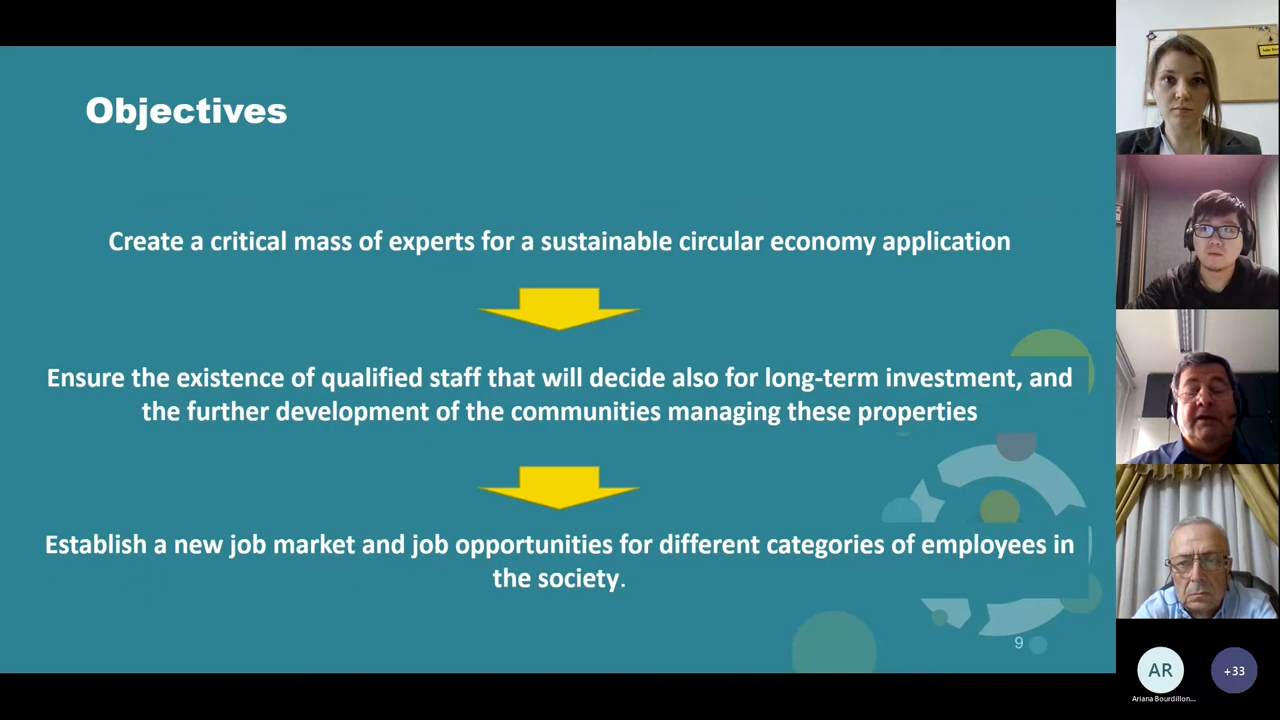 Objectives
Create a critical mass of experts for a sustainable circular economy application
Ensure the existence of qualified staff that will decide also for long-term investment, and
the further development of the communities managing these properties
Establish a new job market and job opportunities for different categories of employees in
the society.
9
AR
+33
Ariana Bourdillon...